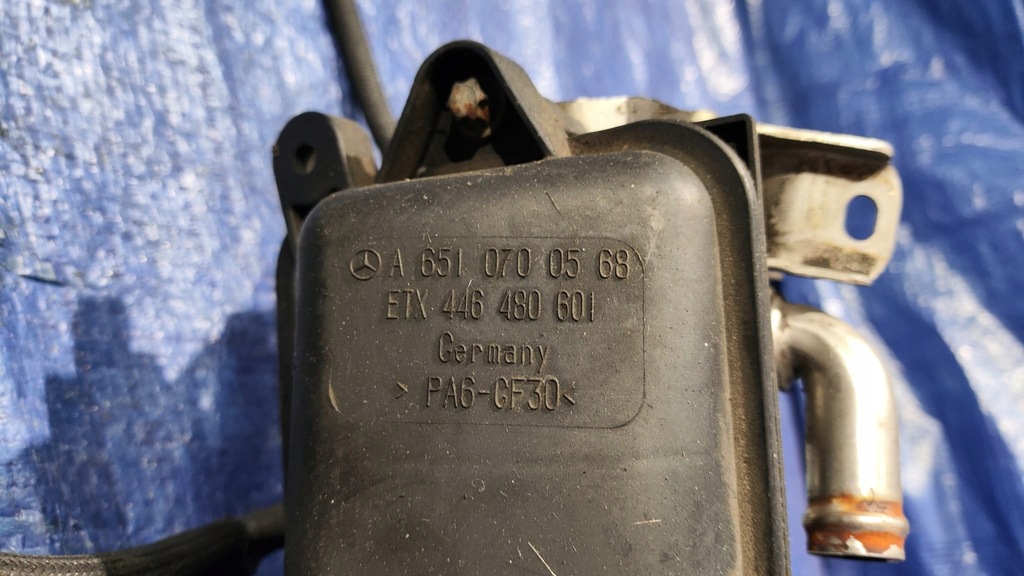 A 651 070 05 68
ETX 446 480 601
Germany
> PA6-GF30<